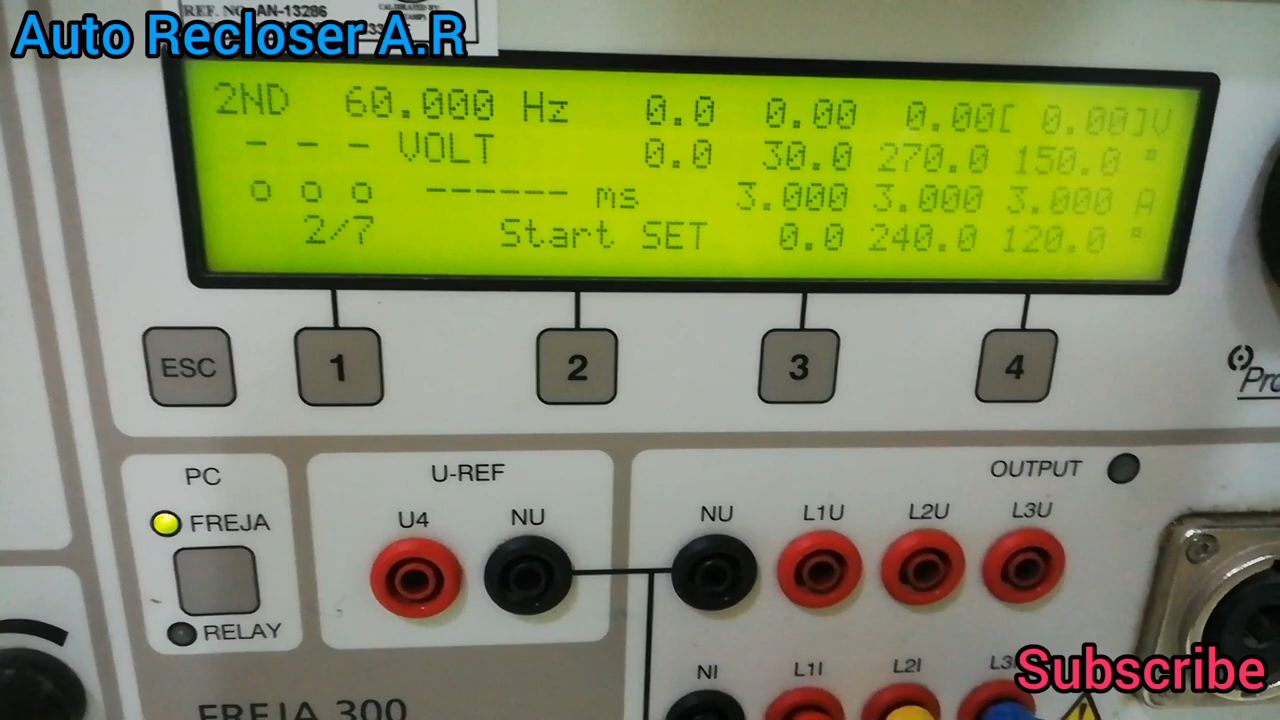 REF. NO. AN-13286
CALIBRATED BY:
Auto Recloser A.R
2ND 60.000 Hz 0.0 0.00 0.00[ 0.00]V
- - - VOLT 0.0 30.0 270.0 150.0 °
o o o ------ ms 3.000 3.000 3.000 A
2/7 Start SET 0.0 240.0 120.0 °
ESC 1 2 3 4
PC
FREJA
RELAY
U-REF
U4 NU
OUTPUT
NU L1U L2U L3U
NI L1I L2I
FREJA 300
Subscribe